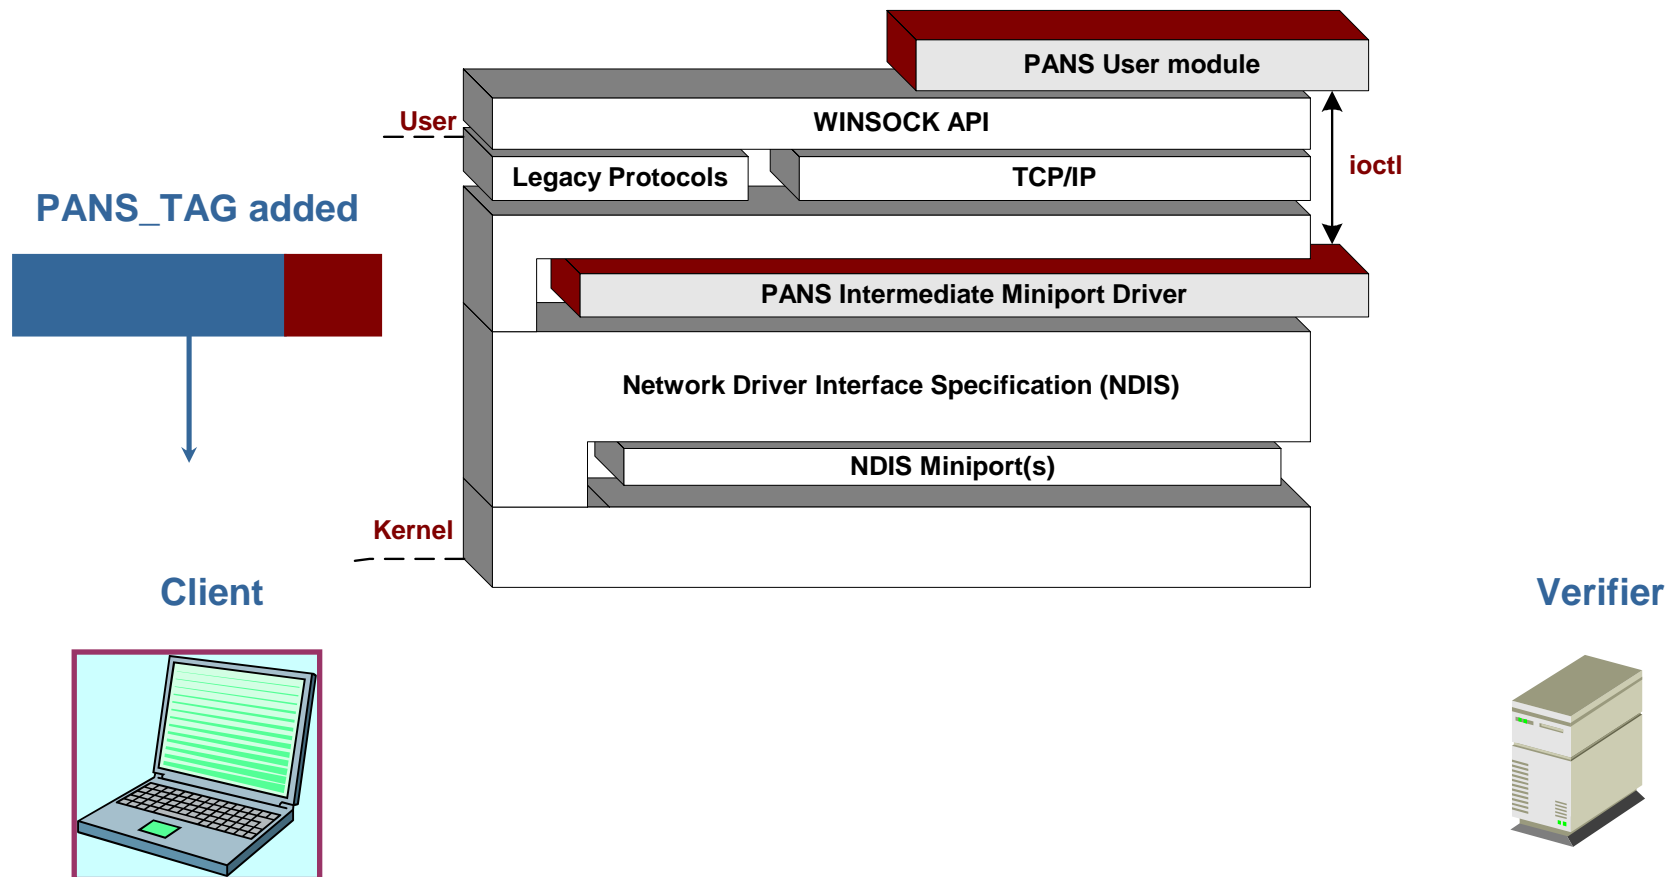 PANS User module
User
WINSOCK API
Legacy Protocols
TCP/IP
ioctl
PANS_TAG added
PANS Intermediate Miniport Driver
Network Driver Interface Specification (NDIS)
NDIS Miniport(s)
Kernel
Client
Verifier